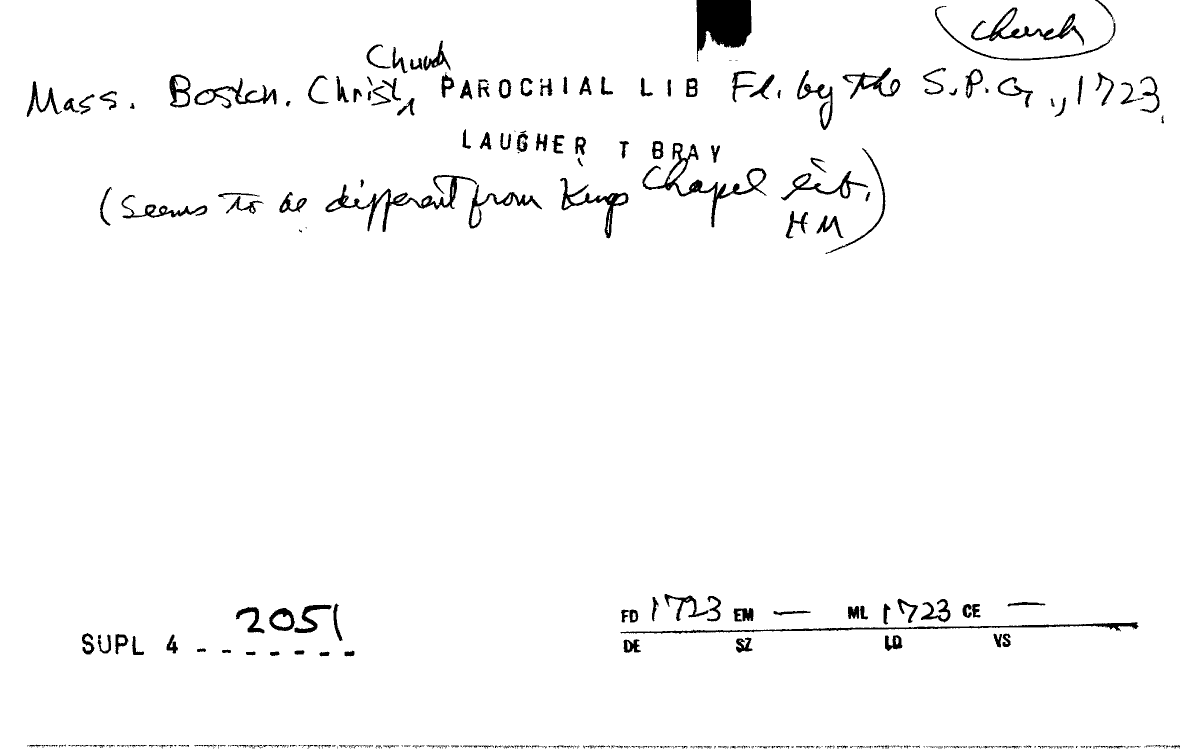 Church
Mass. Boston. Christ Church PAROCHIAL LIB Fd. by the S.P.G., 1723
LAUGHER T BRAY
(Seems to be different from Kings Chapel Lib.
HM)
2051
SUPL 4 - - - - - - -
FD 1723 EM — ML 1723 CE —
DE SZ LQ VS